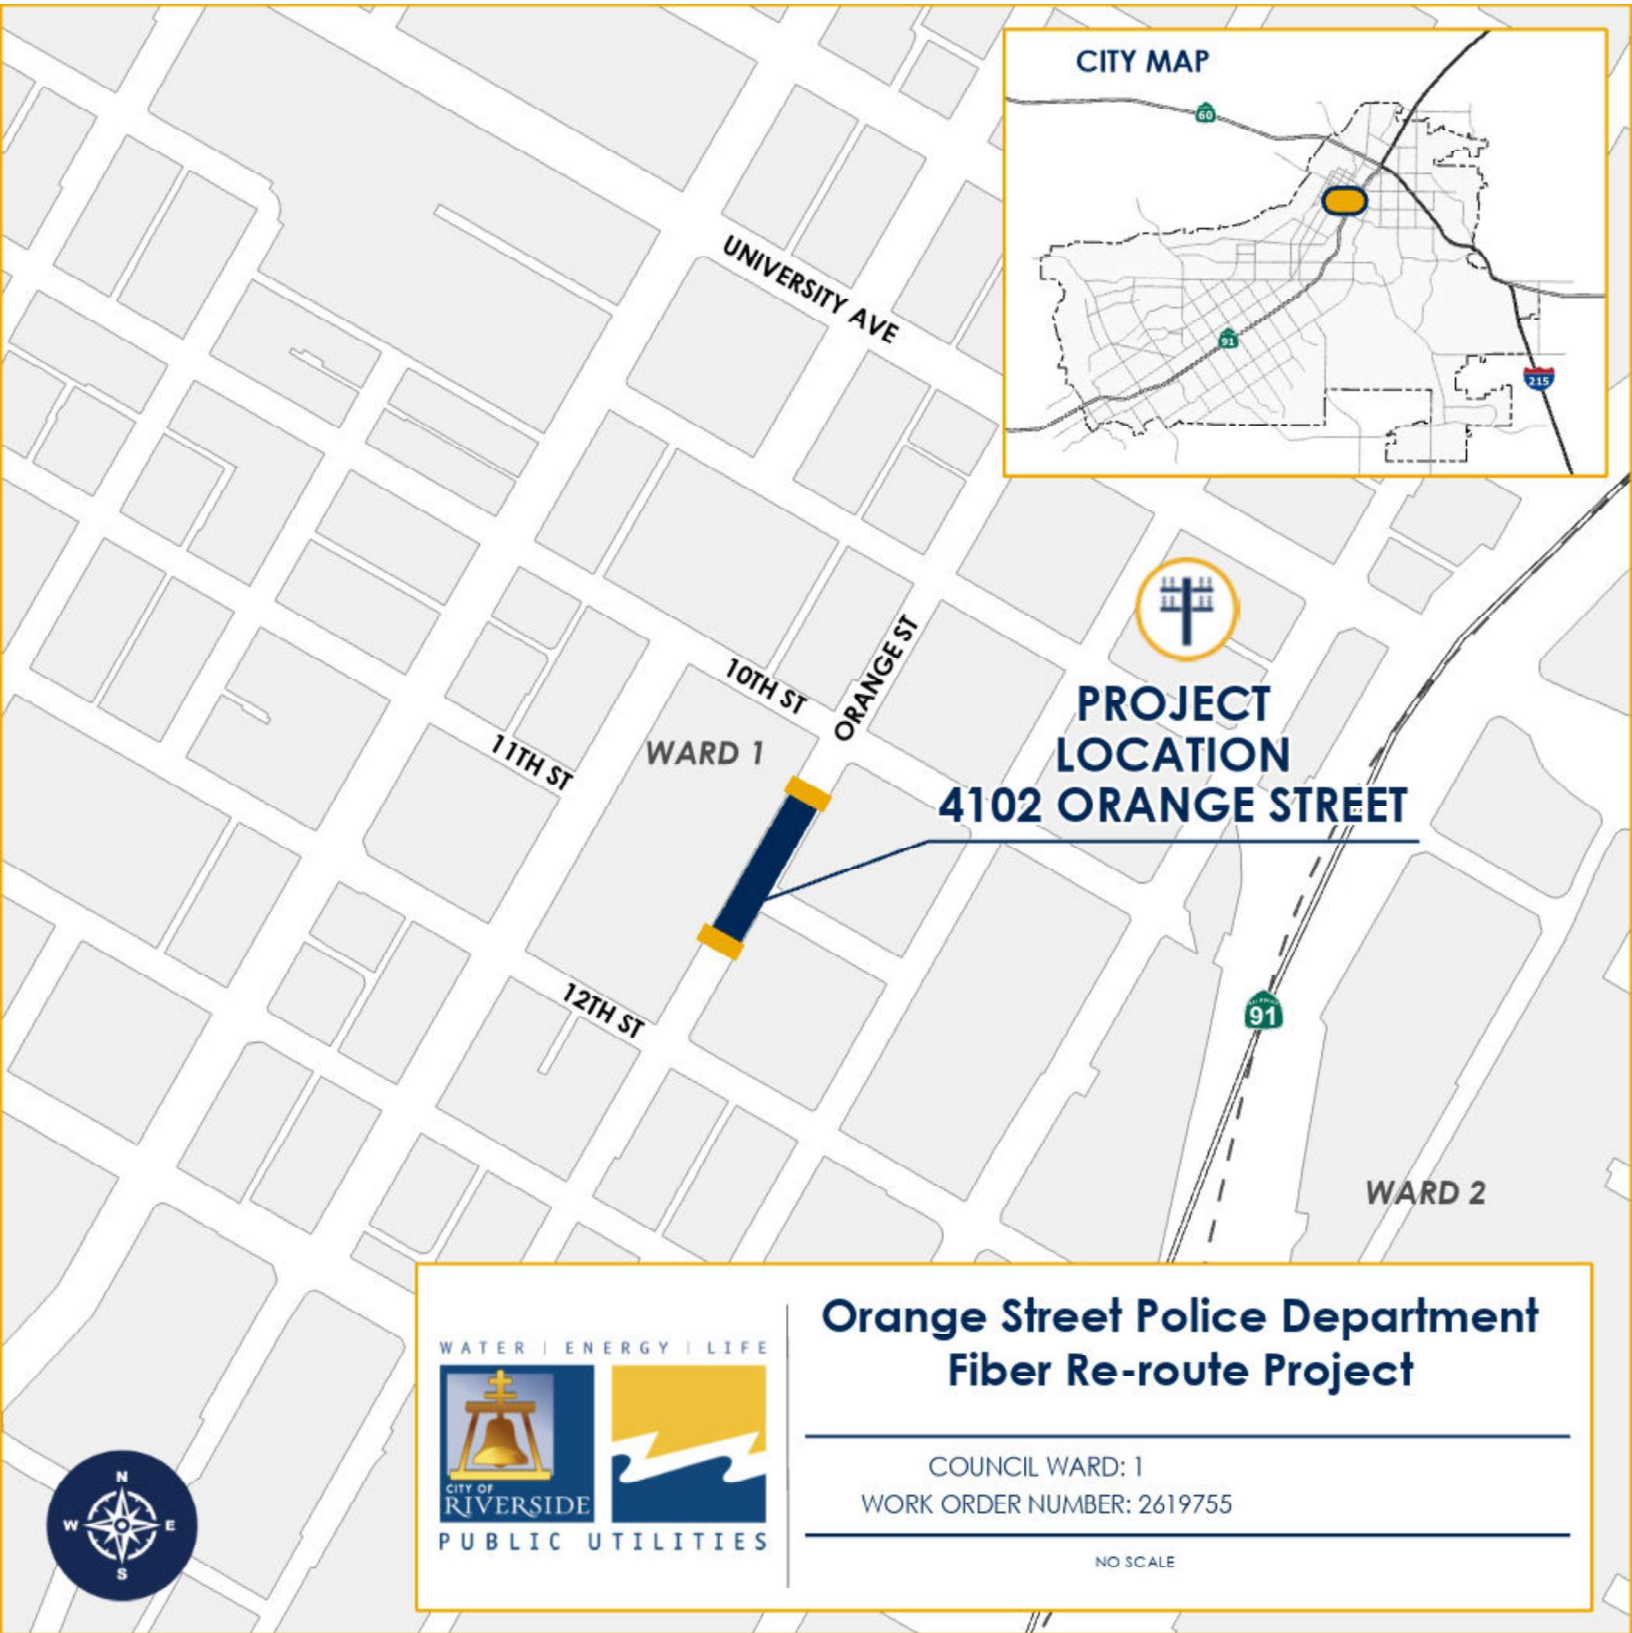 CITY MAP
60
91
215
UNIVERSITY AVE
ORANGE ST
10TH ST
11TH ST
WARD 1
PROJECT
LOCATION
4102 ORANGE STREET
12TH ST
91
WARD 2
WATER | ENERGY | LIFE
CITY OF
RIVERSIDE
PUBLIC UTILITIES
Orange Street Police Department
Fiber Re-route Project
COUNCIL WARD: 1
WORK ORDER NUMBER: 2619755
NO SCALE
N
W E
S